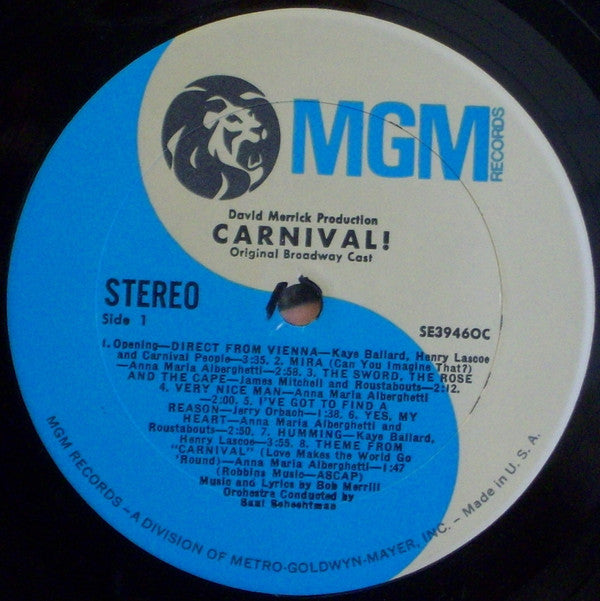 MGM
RECORDS
David Merrick Production
CARNIVAL!
Original Broadway Cast
STEREO
Side 1
SE3946OC
1. Opening—DIRECT FROM VIENNA—Kaye Ballard, Henry Lascoe
and Carnival People—3:35. 2. MIRA (Can You Imagine That?)
—Anna Maria Alberghetti—2:58. 3. THE SWORD, THE ROSE
AND THE CAPE—James Mitchell and Roustabouts—2:12.
4. VERY NICE MAN—Anna Maria Alberghetti
—2:00. 5. I'VE GOT TO FIND A
REASON—Jerry Orbach—1:38. 6. YES, MY
HEART—Anna Maria Alberghetti and
Roustabouts—2:50. 7. HUMMING—Kaye Ballard,
Henry Lascoe—3:55. 8. THEME FROM
"CARNIVAL" (Love Makes the World Go
'Round)—Anna Maria Alberghetti—1:47
(Robbins Music—ASCAP)
Music and Lyrics by Bob Merrill
Orchestra Conducted by
Saul Schechtman
MGM RECORDS – A DIVISION OF METRO-GOLDWYN-MAYER, INC. – Made in U. S. A.